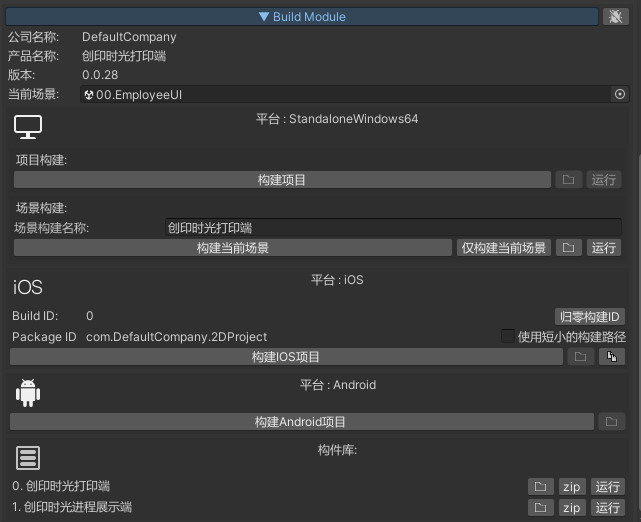 ▼ Build Module
公司名称: DefaultCompany
产品名称: 创印时光打印端
版本: 0.0.28
当前场景: 00.EmployeeUI
平台 : StandaloneWindows64
项目构建:
构建项目 运行
场景构建:
场景构建名称: 创印时光打印端
构建当前场景 仅构建当前场景 运行
iOS 平台 : iOS
Build ID: 0 归零构建ID
Package ID com.DefaultCompany.2DProject 使用短小的构建路径
构建IOS项目
平台 : Android
构建Android项目
构件库:
0. 创印时光打印端 zip 运行
1. 创印时光进程展示端 zip 运行